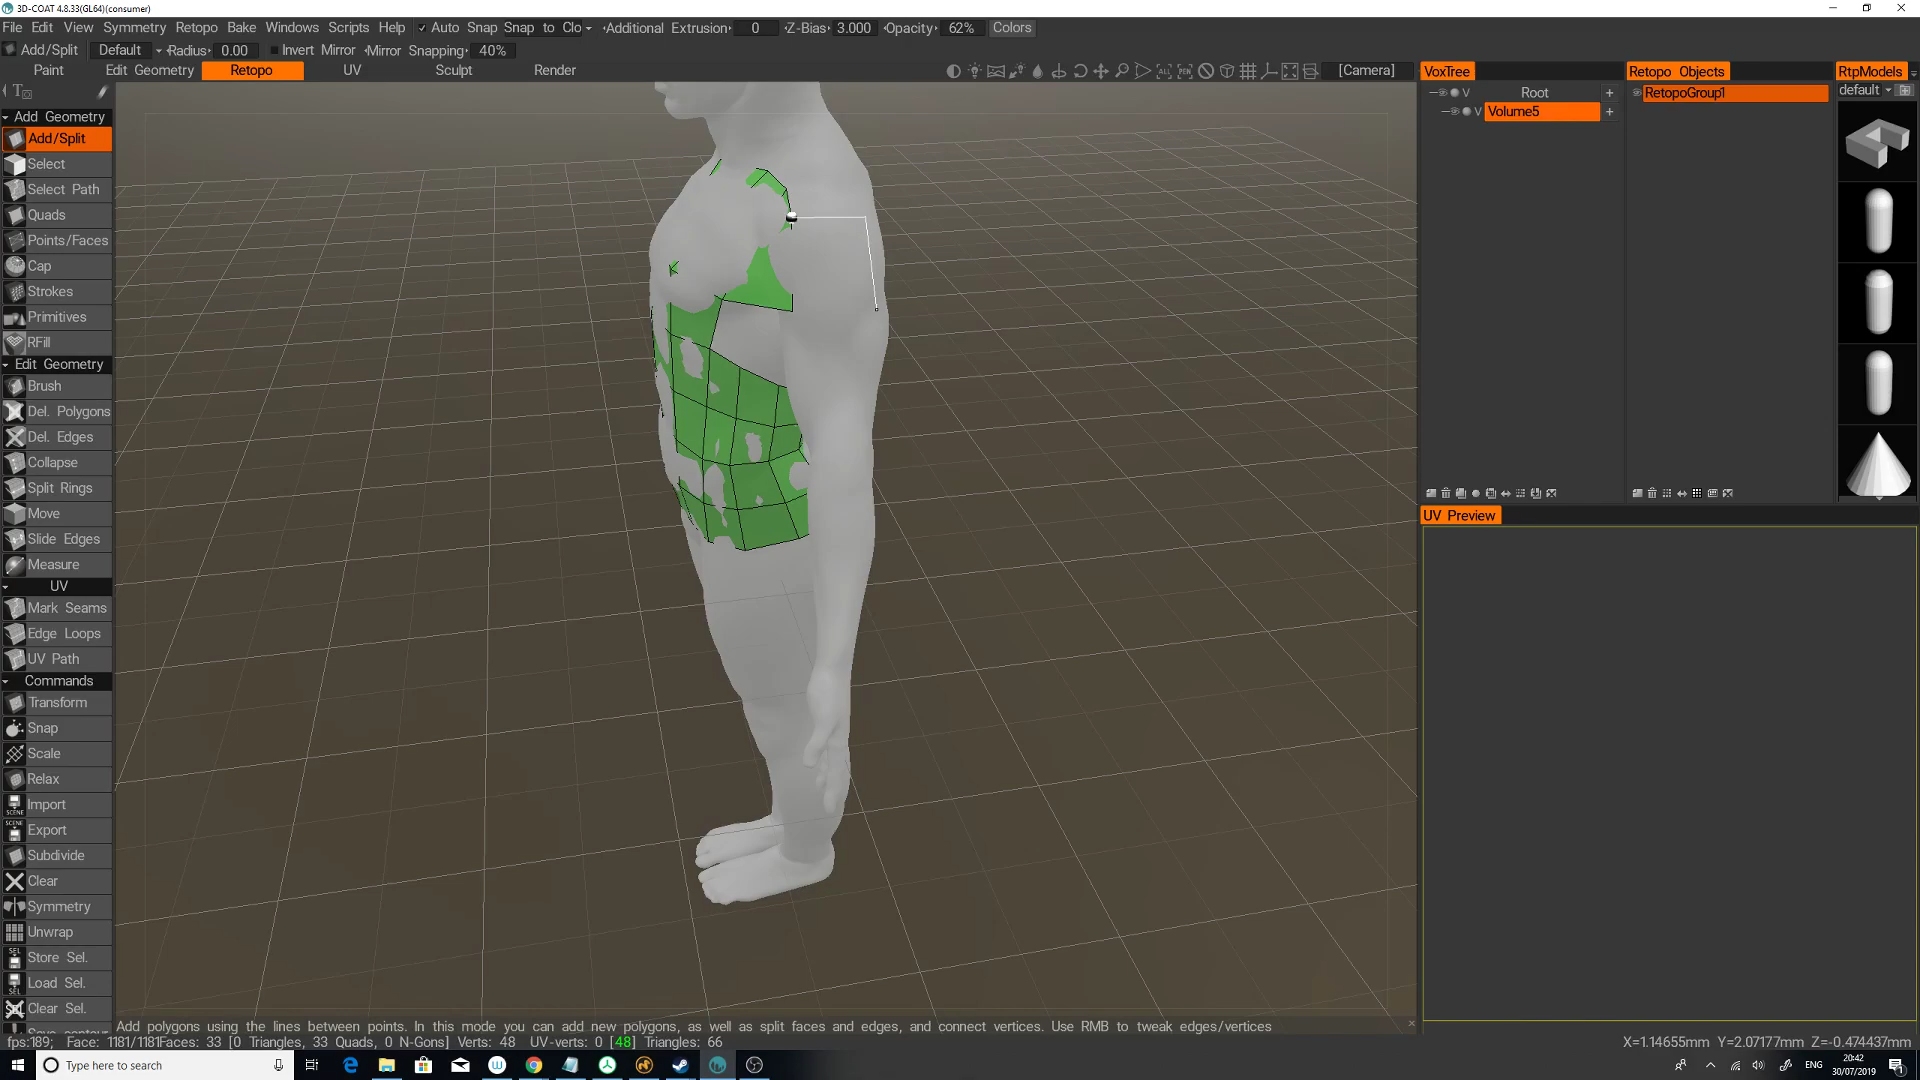 3D-COAT 4.8.33(GL64)(consumer)
File Edit View Symmetry Retopo Bake Windows Scripts Help Auto Snap Snap to Clo Additional Extrusion 0 Z-Bias 3.000 Opacity 62% Colors
Add/Split Default Radius 0.00 Invert Mirror Mirror Snapping 40%
Paint Edit Geometry Retopo UV Sculpt Render [Camera] VoxTree Retopo Objects RtpModels
default
Root
RetopoGroup1
V
Volume5
V
Add Geometry
Add/Split
Select
Select Path
Quads
Points/Faces
Cap
Strokes
Primitives
RFill
Edit Geometry
Brush
Del. Polygons
Del. Edges
Collapse
Split Rings
Move
Slide Edges
Measure
UV
Mark Seams
Edge Loops
UV Path
Commands
Transform
Snap
Scale
Relax
Import
Export
Subdivide
Clear
Symmetry
Unwrap
Store Sel.
Load Sel.
Clear Sel.
UV Preview
Add polygons using the lines between points. In this mode you can add new polygons, as well as split faces and edges, and connect vertices. Use RMB to tweak edges/vertices
fps:189; Face: 1181/1181Faces: 33 [0 Triangles, 33 Quads, 0 N-Gons] Verts: 48 UV-verts: 0 [48] Triangles: 66
X=1.14655mm Y=2.07177mm Z=-0.474437mm
Type here to search
ENG
20:42
30/07/2019